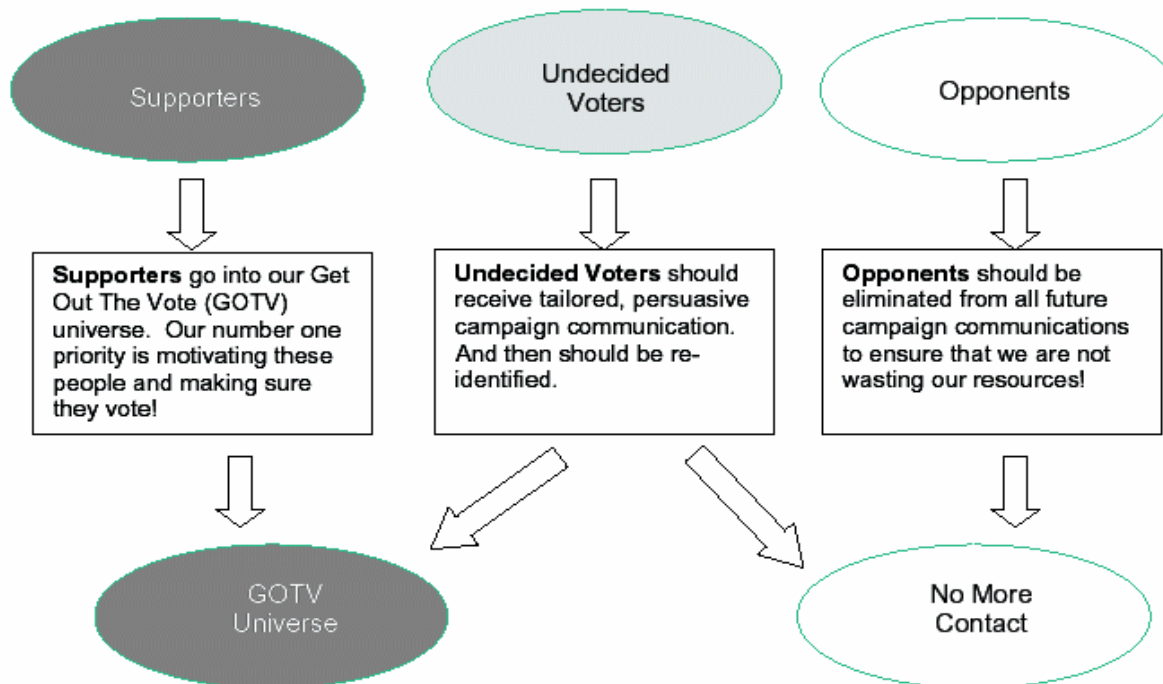 Supporters
Undecided
Voters
Opponents
Supporters go into our Get
Out The Vote (GOTV)
universe.  Our number one
priority is motivating these
people and making sure
they vote!
Undecided Voters should
receive tailored, persuasive
campaign communication.
And then should be re-
identified.
Opponents should be
eliminated from all future
campaign communications
to ensure that we are not
wasting our resources!
GOTV
Universe
No More
Contact